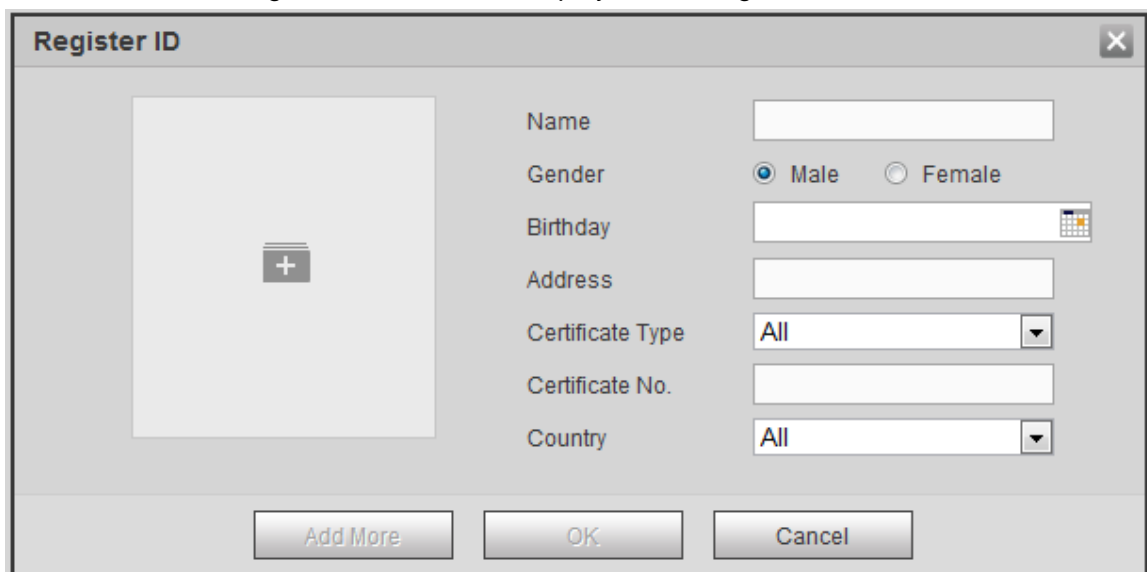 Register ID
Name
Gender Male Female
Birthday
Address
Certificate Type All
Certificate No.
Country All
Add More OK Cancel